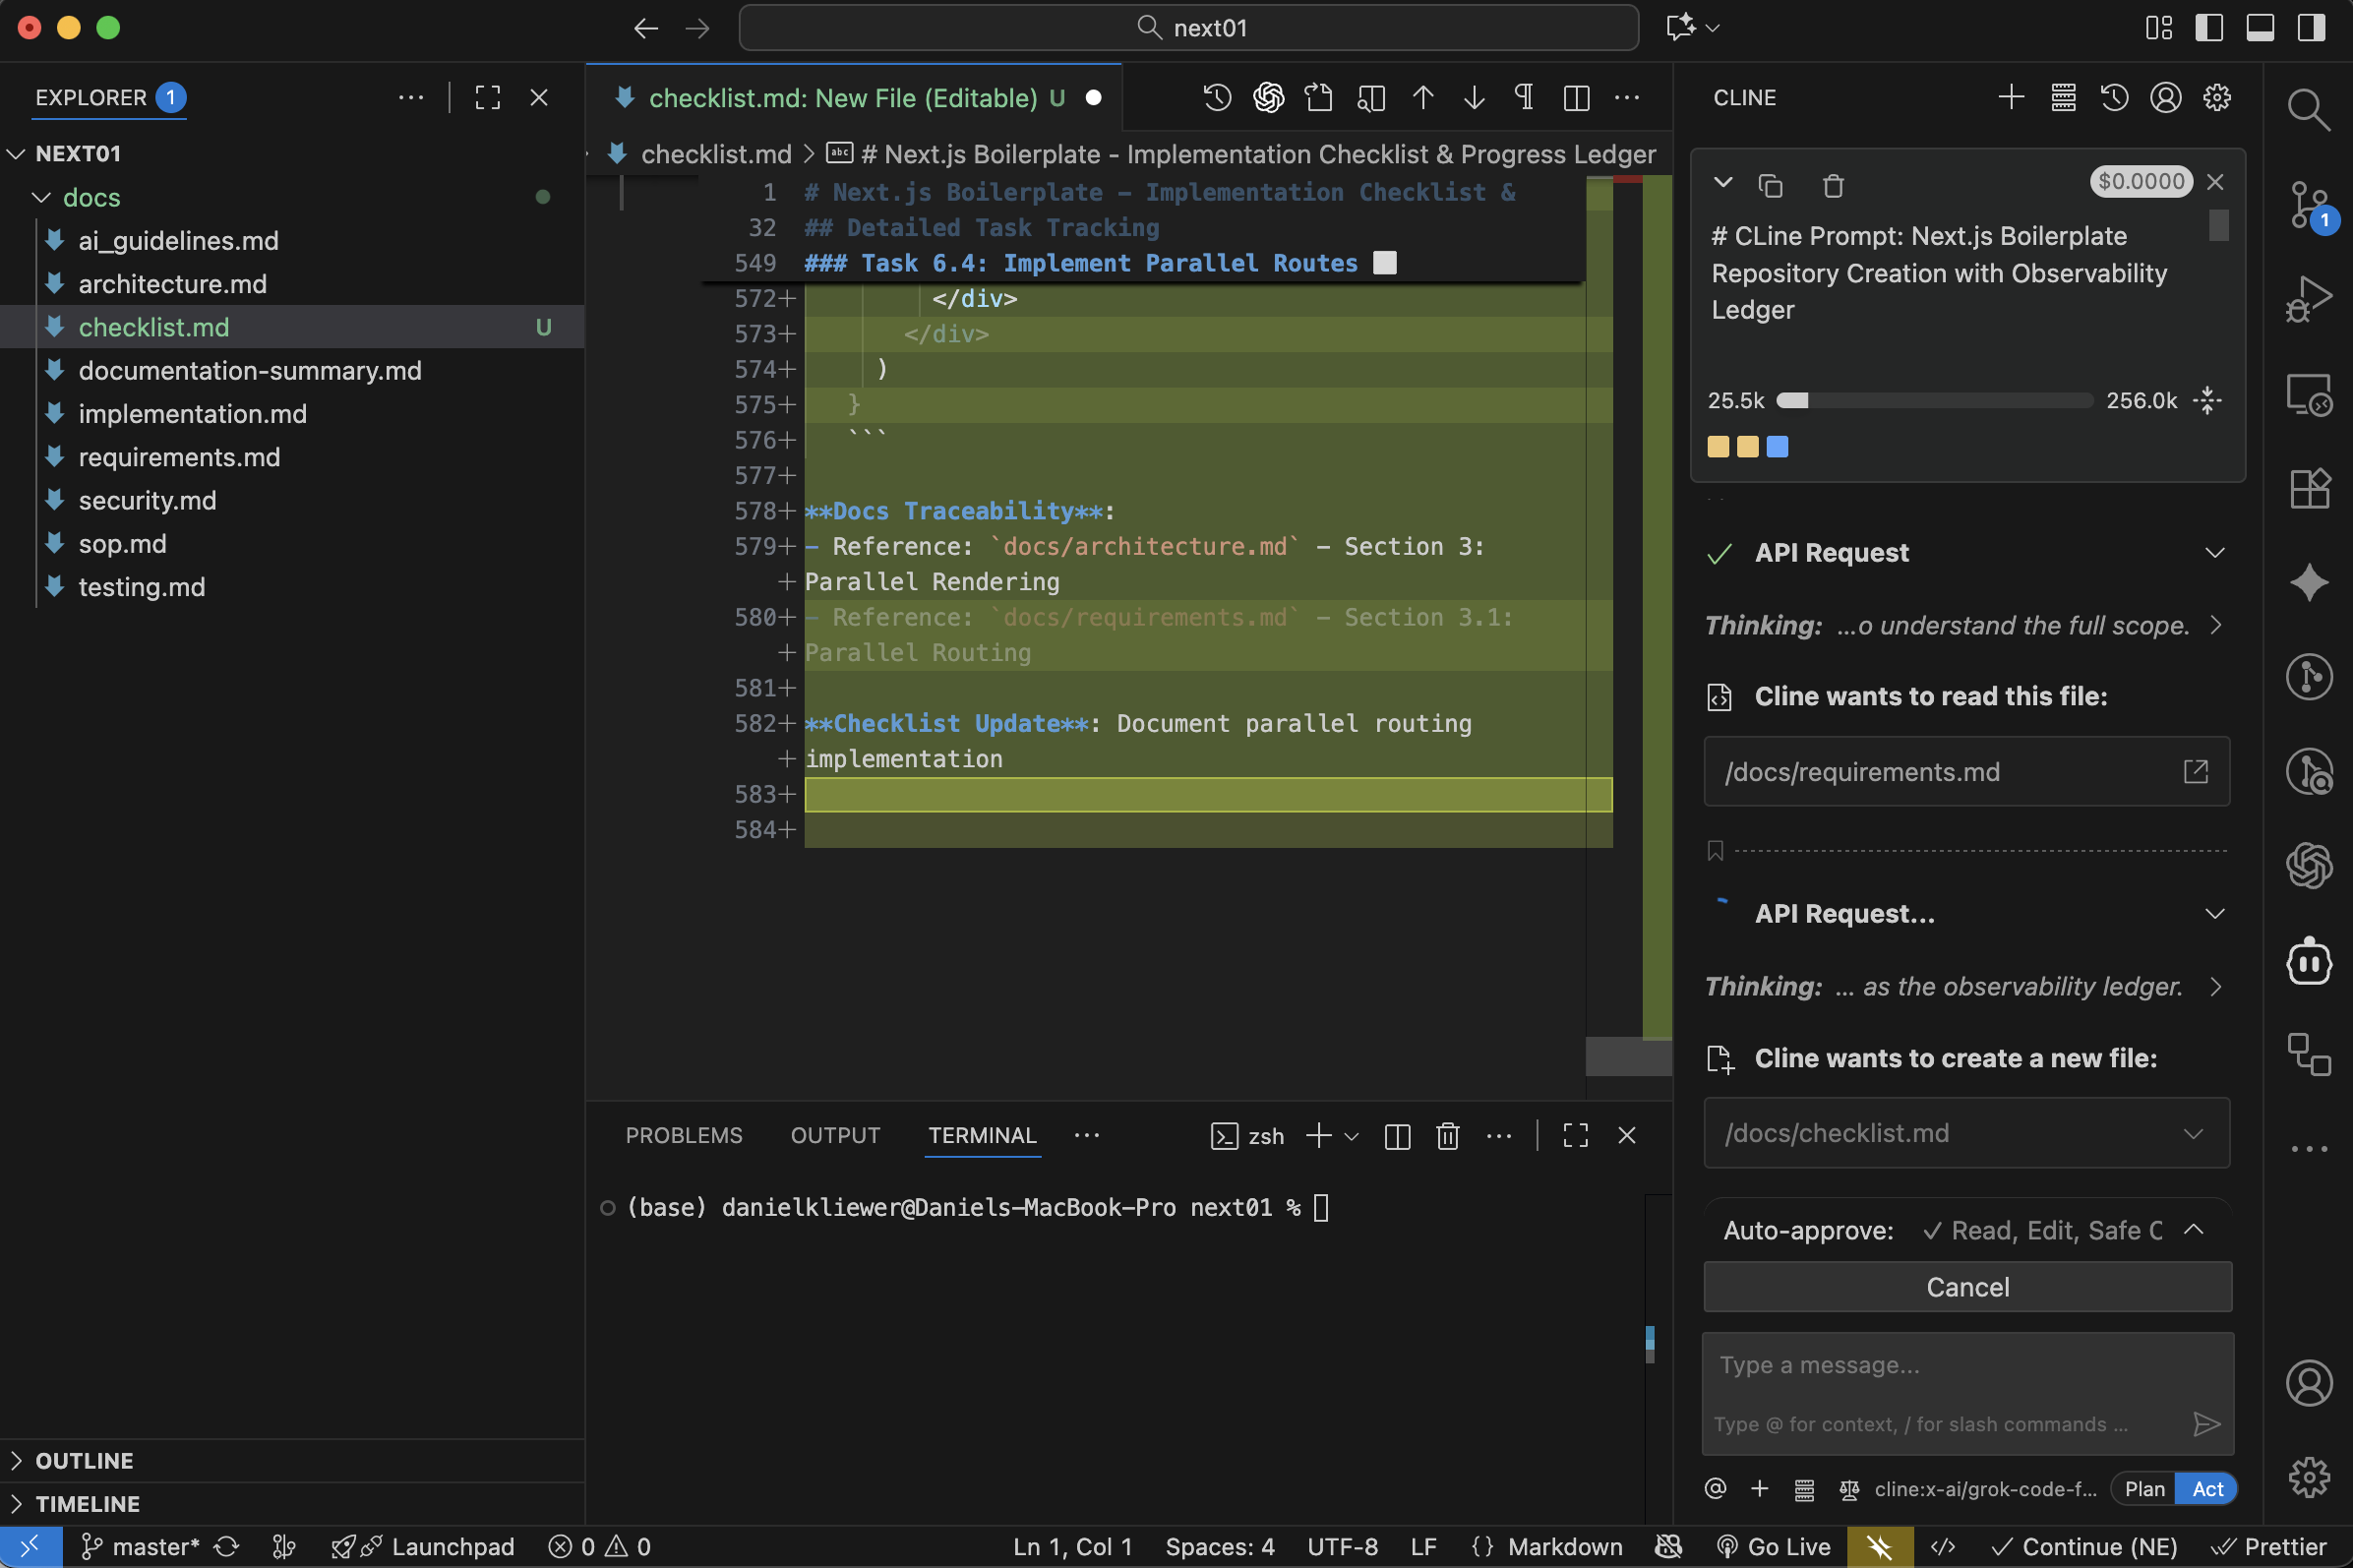 next01
EXPLORER 1
NEXT01
docs
ai_guidelines.md
architecture.md
checklist.md U
documentation-summary.md
implementation.md
requirements.md
security.md
sop.md
testing.md
OUTLINE
TIMELINE
checklist.md: New File (Editable) U
checklist.md > # Next.js Boilerplate - Implementation Checklist & Progress Ledger
1 # Next.js Boilerplate - Implementation Checklist &
32 ## Detailed Task Tracking
549 ### Task 6.4: Implement Parallel Routes
572+ </div>
573+ </div>
574+ )
575+ }
576+ ```
577+
578+ **Docs Traceability**:
579+ - Reference: `docs/architecture.md` - Section 3:
+ Parallel Rendering
580+ - Reference: `docs/requirements.md` - Section 3.1:
+ Parallel Routing
581+
582+ **Checklist Update**: Document parallel routing
+ implementation
583+
584+
PROBLEMS OUTPUT TERMINAL ··· zsh
(base) danielkliewer@Daniels-MacBook-Pro next01 %
CLINE
$0.0000
# CLine Prompt: Next.js Boilerplate
Repository Creation with Observability
Ledger
25.5k 256.0k
API Request
Thinking: ...o understand the full scope.
Cline wants to read this file:
/docs/requirements.md
API Request...
Thinking: ... as the observability ledger.
Cline wants to create a new file:
/docs/checklist.md
Auto-approve: ✓ Read, Edit, Safe C
Cancel
Type a message...
Type @ for context, / for slash commands ...
@ + cline:x-ai/grok-code-f... Plan Act
1
master* Launchpad 0 0 Ln 1, Col 1 Spaces: 4 UTF-8 LF {} Markdown Go Live </> ✓ Continue (NE) Prettier